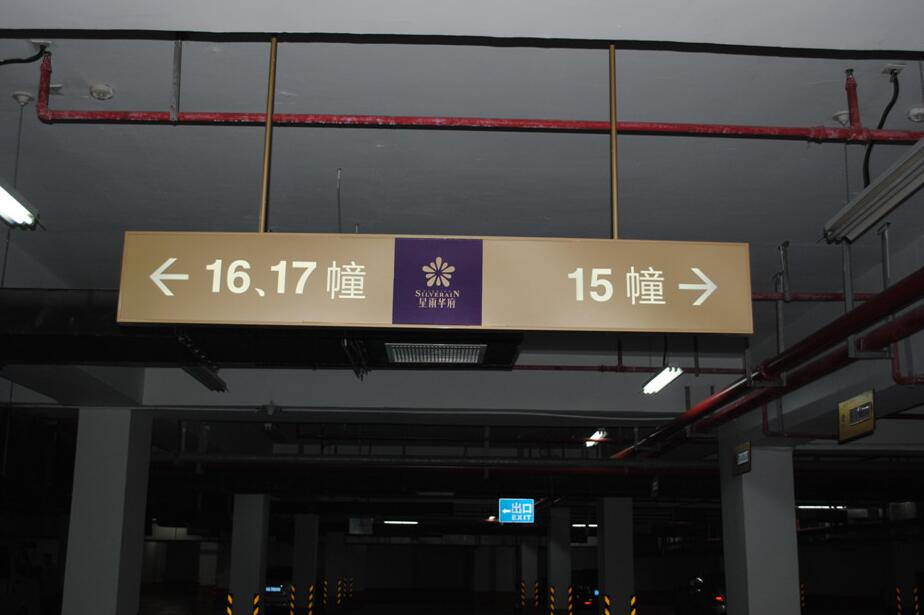 ← 16、17 幢
SILVERAIN
星雨华府
15 幢 →
←出口
EXIT